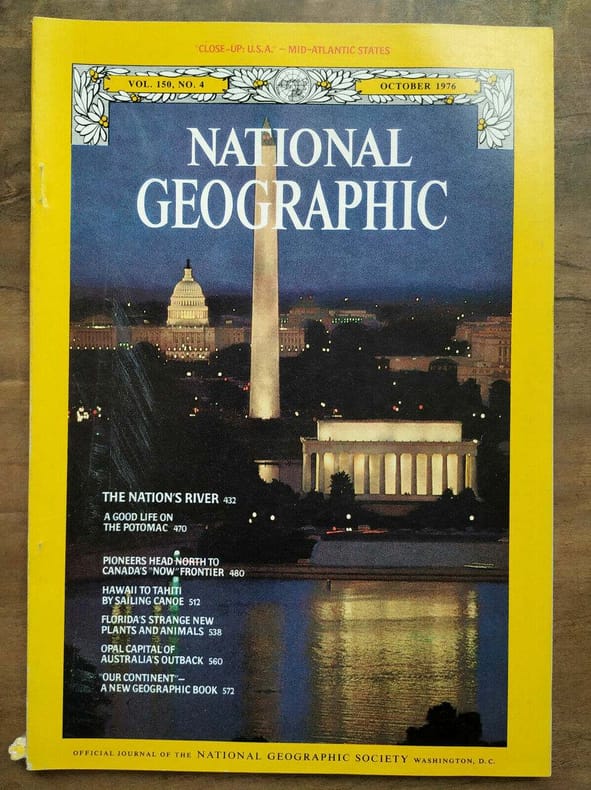 "CLOSE-UP: U.S.A." – MID-ATLANTIC STATES
VOL. 150, NO. 4
OCTOBER 1976
NATIONAL
GEOGRAPHIC
THE NATION'S RIVER 432
A GOOD LIFE ON
THE POTOMAC 470
PIONEERS HEAD NORTH TO
CANADA'S "NOW" FRONTIER 480
HAWAII TO TAHITI
BY SAILING CANOE 512
FLORIDA'S STRANGE NEW
PLANTS AND ANIMALS 538
OPAL CAPITAL OF
AUSTRALIA'S OUTBACK 560
"OUR CONTINENT"–
A NEW GEOGRAPHIC BOOK 572
OFFICIAL JOURNAL OF THE NATIONAL GEOGRAPHIC SOCIETY WASHINGTON, D.C.